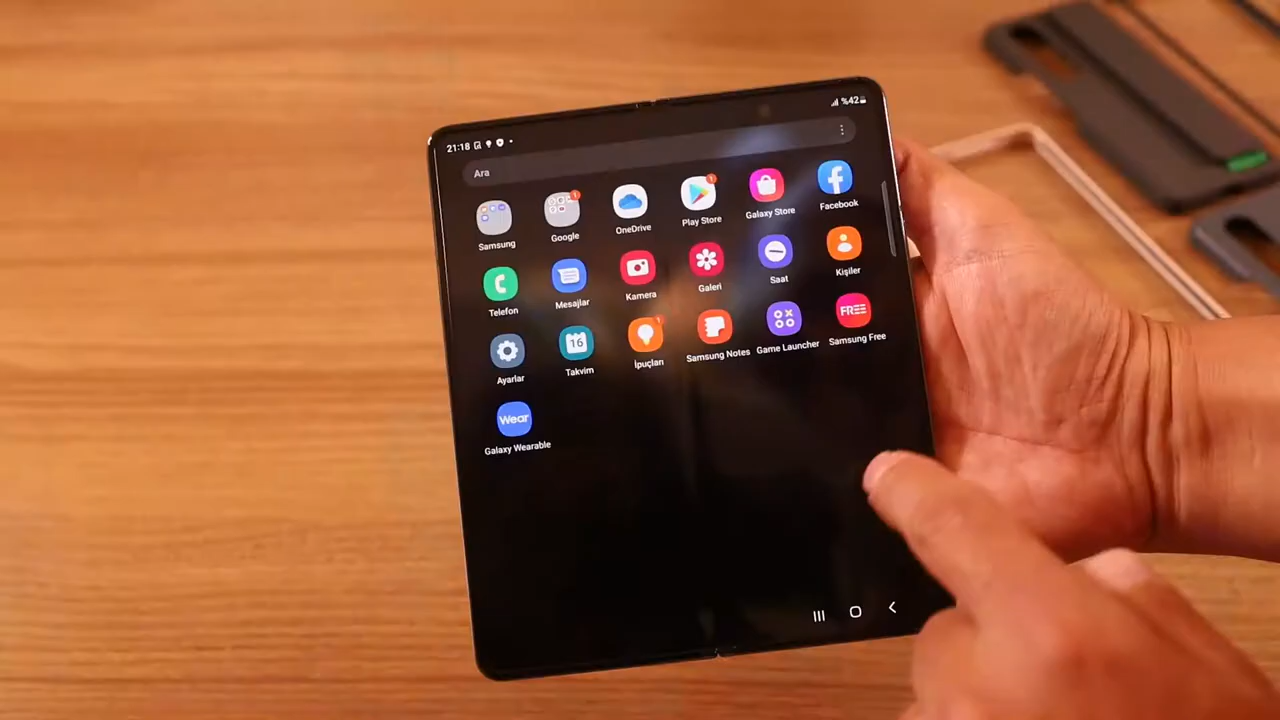 21:18
%42
Ara
Samsung
Google
OneDrive
Play Store
Galaxy Store
Facebook
Telefon
Mesajlar
Kamera
Galeri
Saat
Kişiler
FREE
Ayarlar
16
Takvim
İpuçları
Samsung Notes
Game Launcher
Samsung Free
Wear
Galaxy Wearable